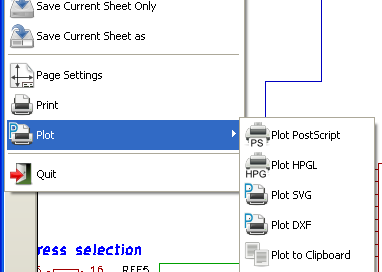 Save Current Sheet Only
Save Current Sheet as
Page Settings
Print
Plot
Quit
Plot PostScript
PS
Plot HPGL
HPG
Plot SVG
Plot DXF
Plot to Clipboard
ress selection
16